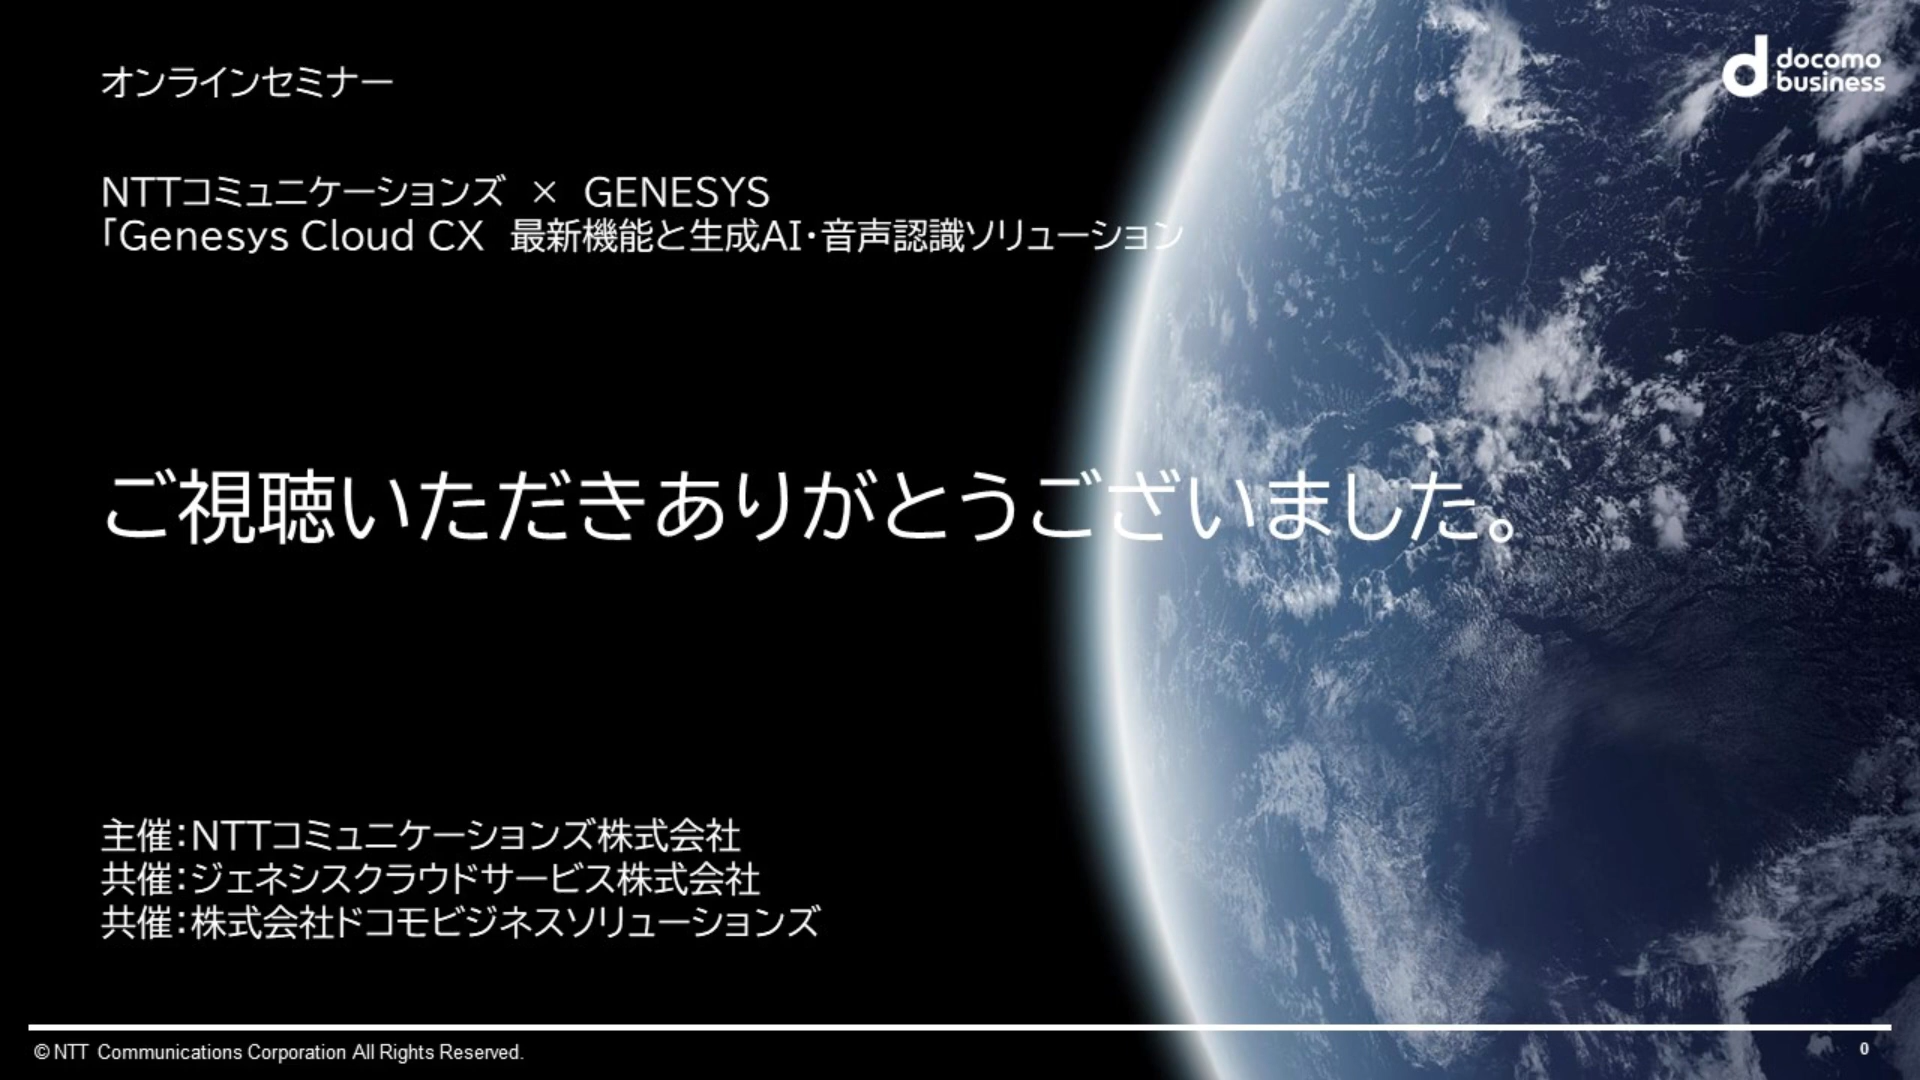 オンラインセミナー
docomo
business
NTTコミュニケーションズ × GENESYS
「Genesys Cloud CX 最新機能と生成AI・音声認識ソリューション
ご視聴いただきありがとうございました。
主催：NTTコミュニケーションズ株式会社
共催：ジェネシスクラウドサービス株式会社
共催：株式会社ドコモビジネスソリューションズ
© NTT Communications Corporation All Rights Reserved.
0